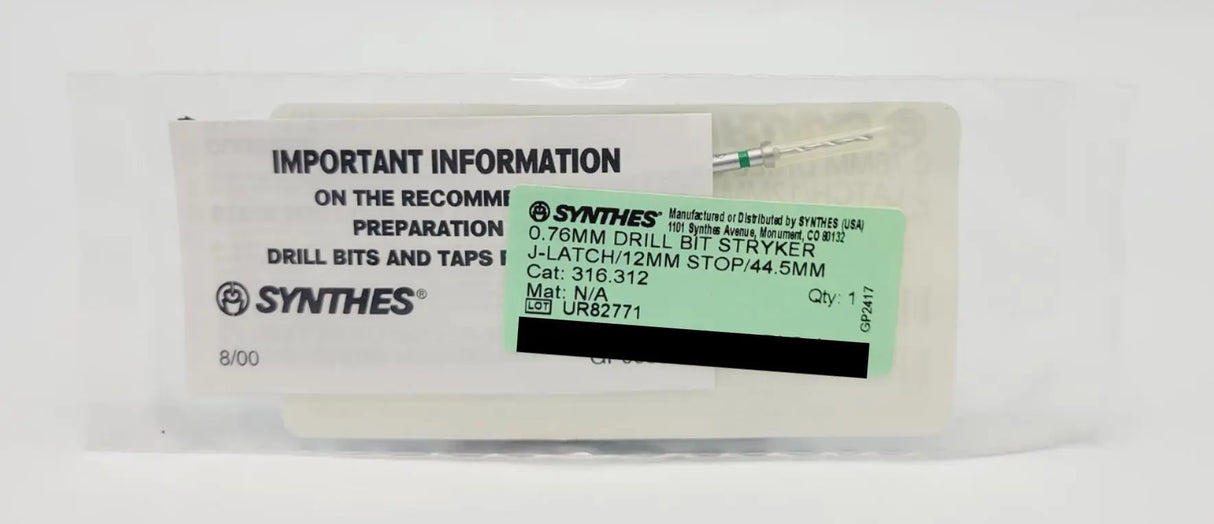 IMPORTANT INFORMATION
ON THE RECOMME
PREPARATION
DRILL BITS AND TAPS
SYNTHES®
8/00
SYNTHES® Manufactured or Distributed by SYNTHES (USA)
1101 Synthes Avenue, Monument, CO 80132
0.76MM DRILL BIT STRYKER
J-LATCH/12MM STOP/44.5MM
Cat: 316.312
Mat: N/A
Qty: 1
LOT UR82771
GP2417